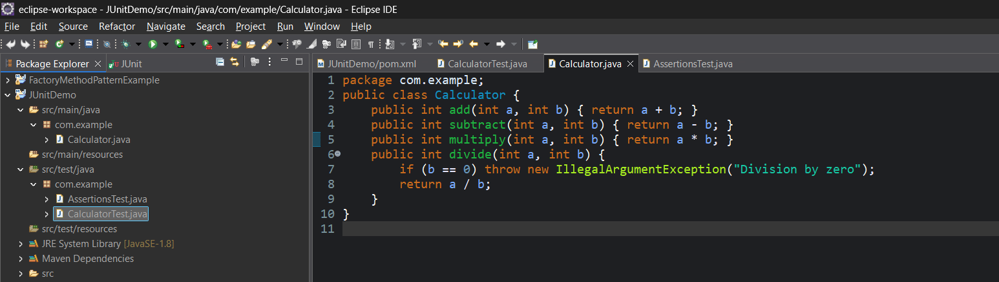 eclipse-workspace - JUnitDemo/src/main/java/com/example/Calculator.java - Eclipse IDE
File Edit Source Refactor Navigate Search Project Run Window Help
Package Explorer JUnit
FactoryMethodPatternExample
JUnitDemo
src/main/java
com.example
Calculator.java
src/main/resources
src/test/java
com.example
AssertionsTest.java
CalculatorTest.java
src/test/resources
JRE System Library [JavaSE-1.8]
Maven Dependencies
src
JUnitDemo/pom.xml CalculatorTest.java Calculator.java AssertionsTest.java
1 package com.example;
2 public class Calculator {
3     public int add(int a, int b) { return a + b; }
4     public int subtract(int a, int b) { return a - b; }
5     public int multiply(int a, int b) { return a * b; }
6     public int divide(int a, int b) {
7         if (b == 0) throw new IllegalArgumentException("Division by zero");
8         return a / b;
9     }
10 }
11